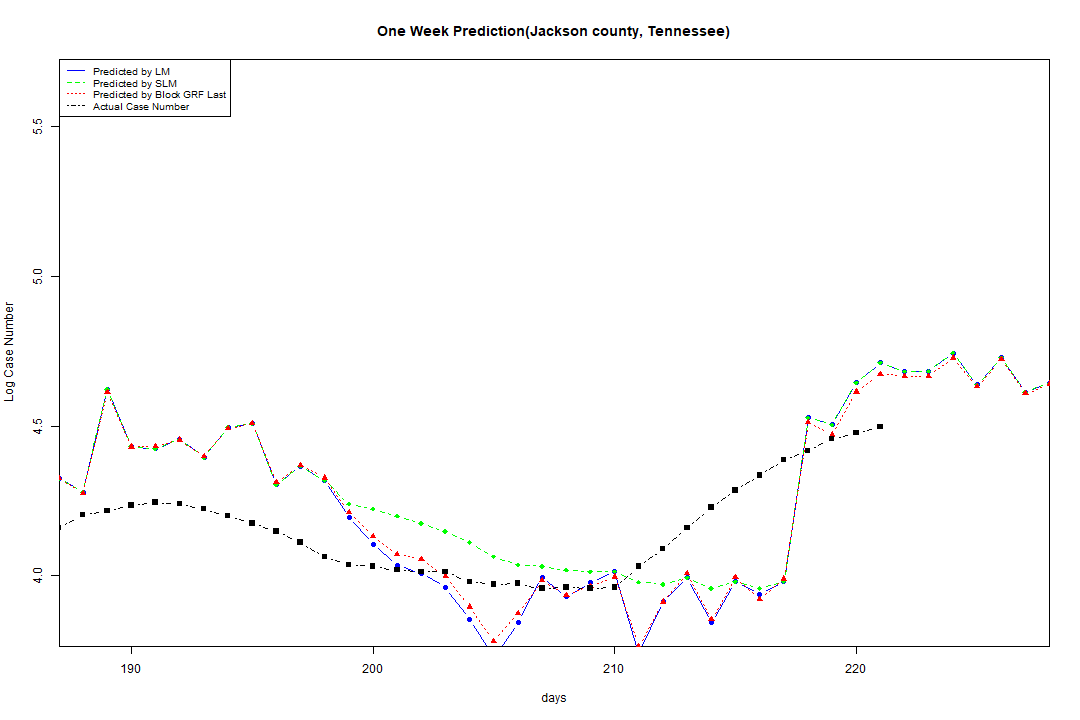 One Week Prediction(Jackson county, Tennessee)
Predicted by LM
Predicted by SLM
Predicted by Block GRF Last
Actual Case Number
5.5
5.0
4.5
4.0
Log Case Number
190
200
210
220
days